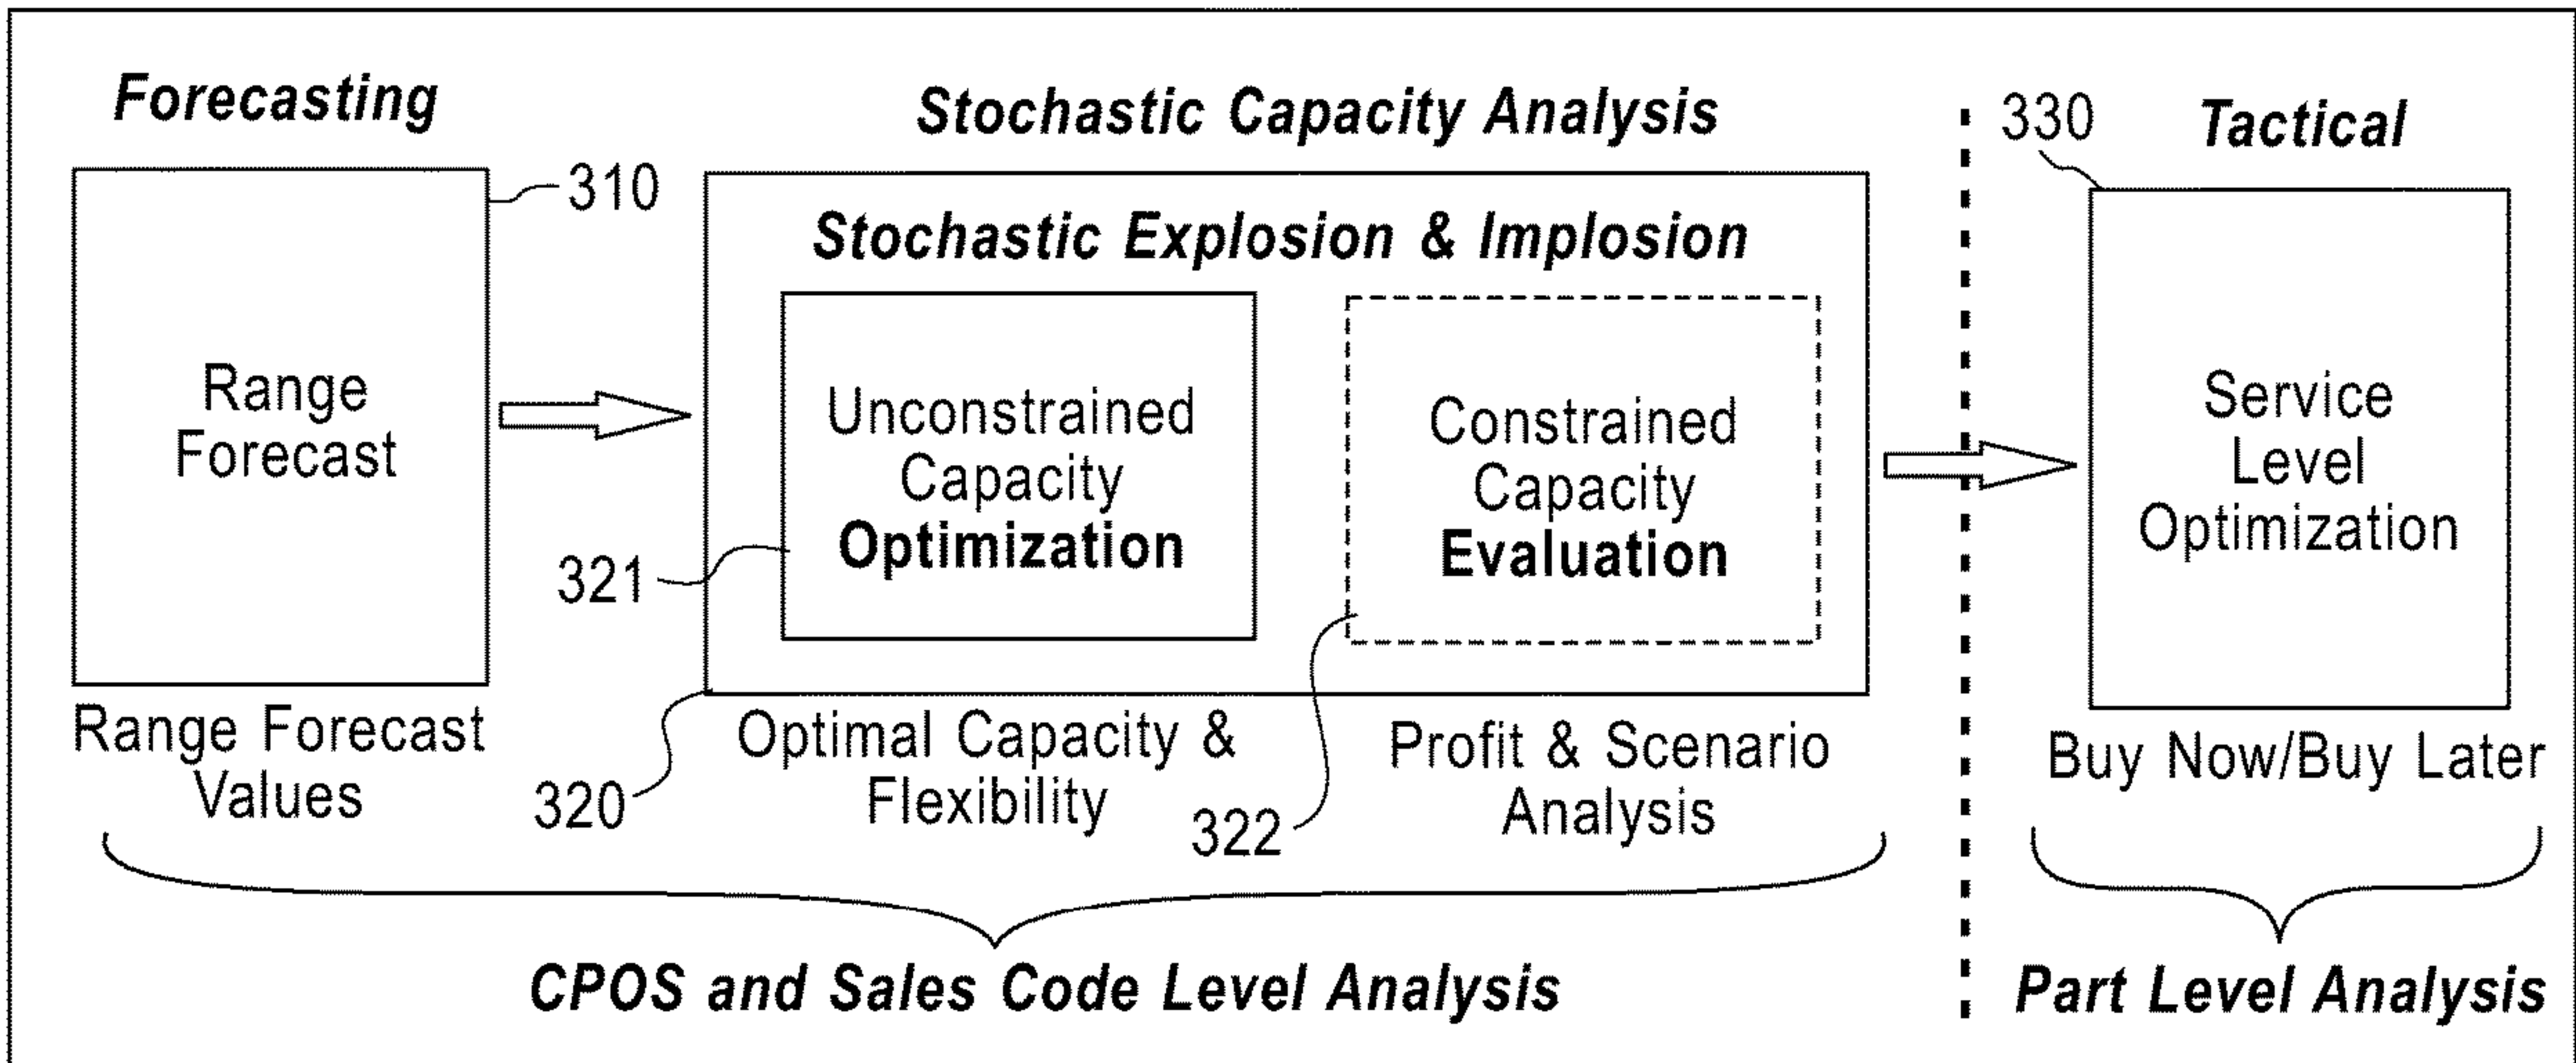 Forecasting
310
Range
Forecast
Range Forecast
Values
Stochastic Capacity Analysis
Stochastic Explosion & Implosion
Unconstrained
Capacity
Optimization
321
Constrained
Capacity
Evaluation
322
320
Optimal Capacity &
Flexibility
Profit & Scenario
Analysis
CPOS and Sales Code Level Analysis
330
Tactical
Service
Level
Optimization
Buy Now/Buy Later
Part Level Analysis